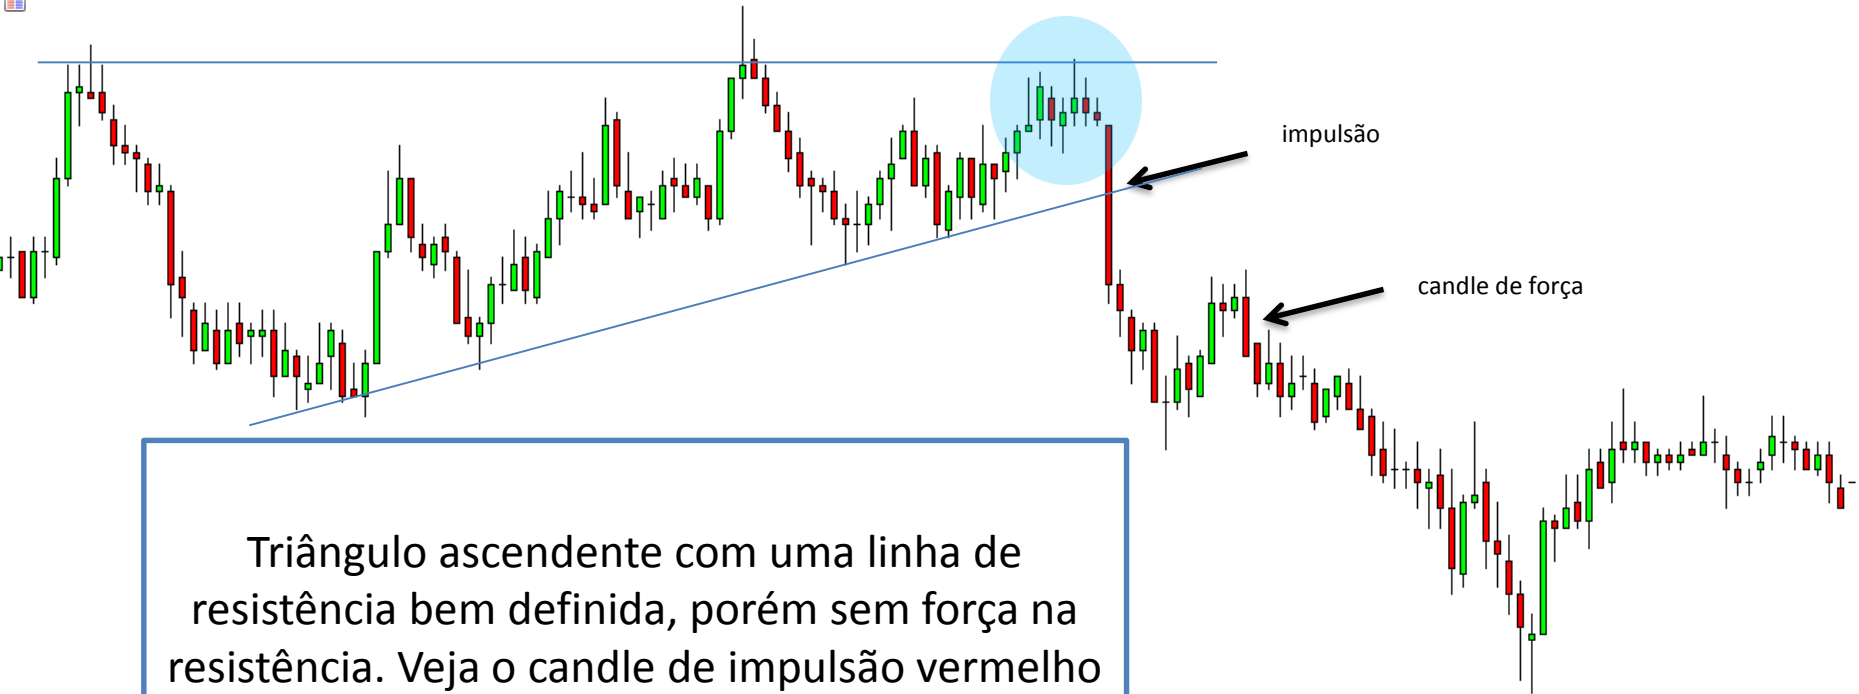 impulsão
candle de força
Triângulo ascendente com uma linha de
resistência bem definida, porém sem força na
resistência. Veja o candle de impulsão vermelho